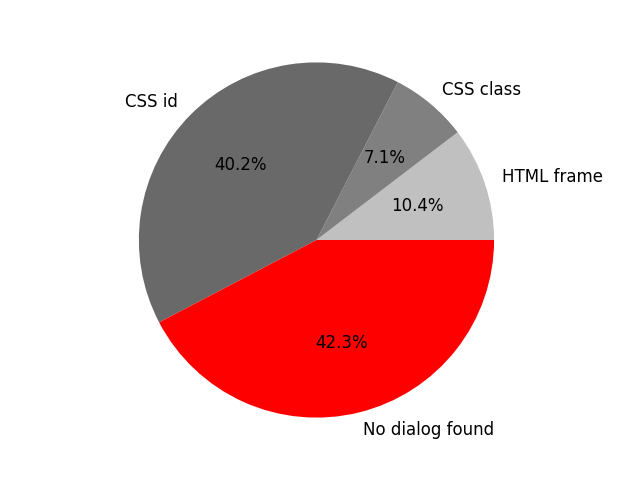 CSS class
CSS id
7.1%
40.2%
HTML frame
10.4%
42.3%
No dialog found